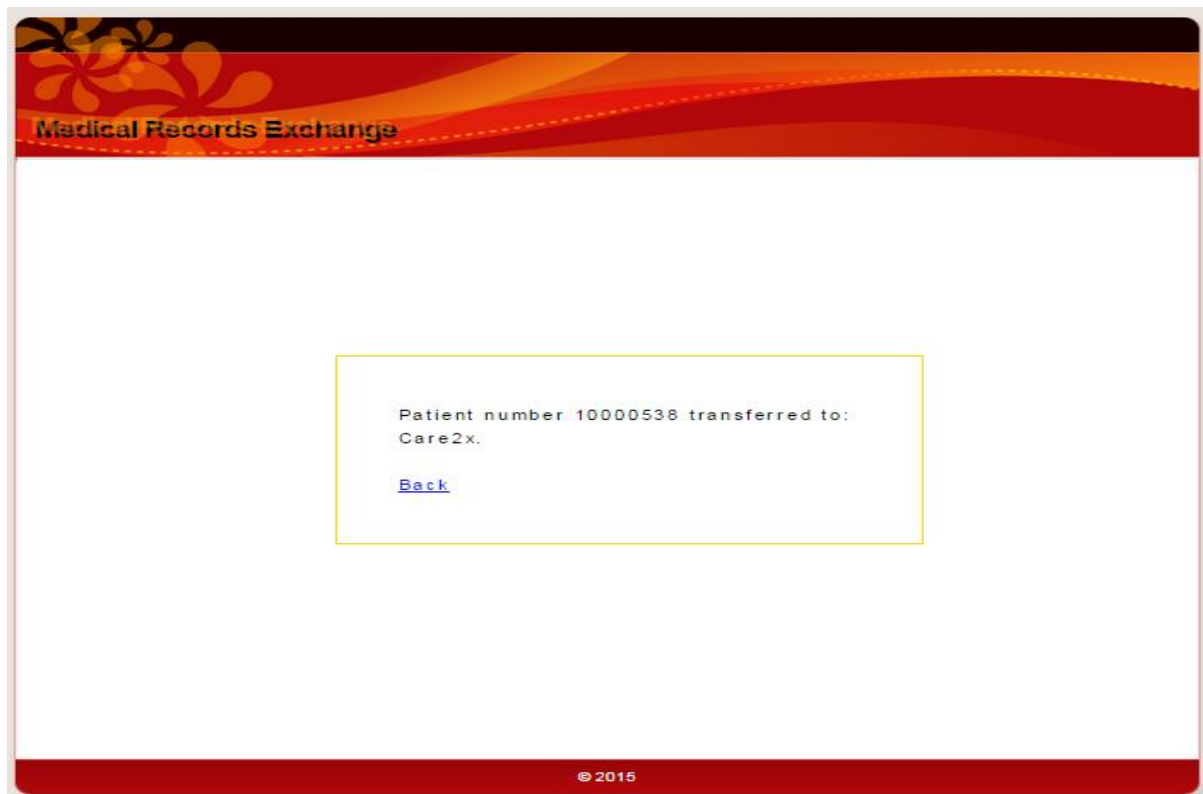 Medical Records Exchange
Patient number 10000538 transferred to:
Care2x.
Back
© 2015